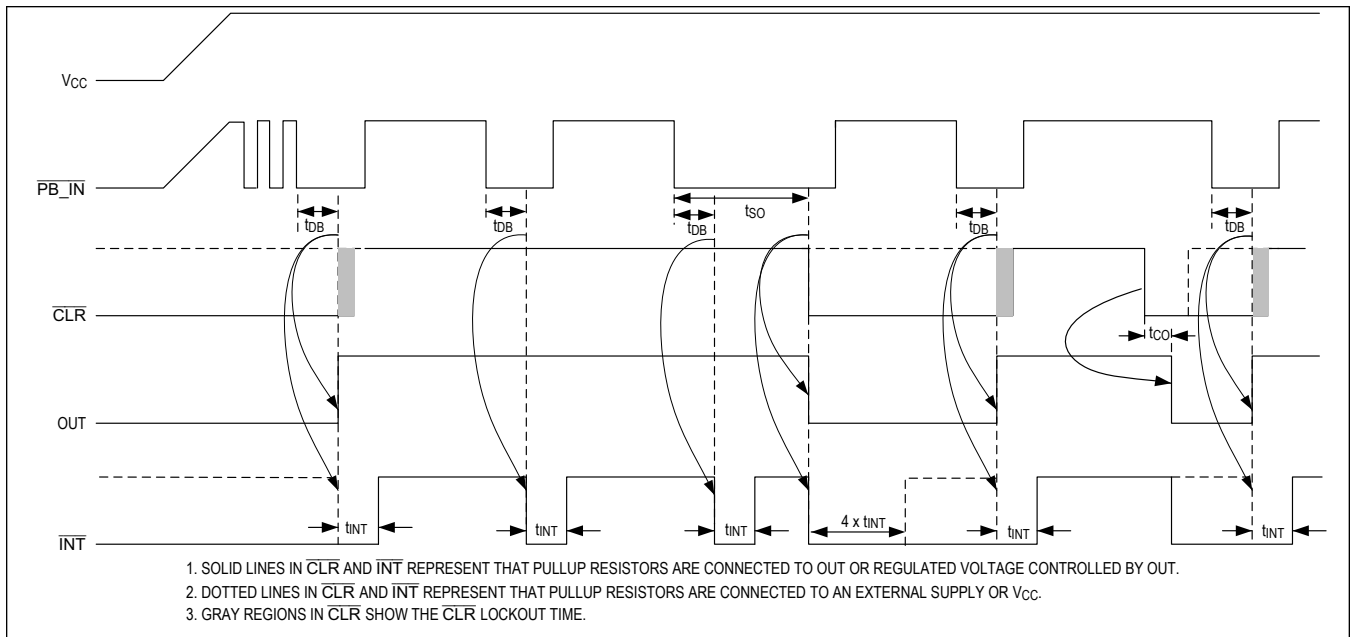 VCC
PB_IN
tDB tDB tDB tSO tDB tDB
CLR
tCO
OUT
tINT tINT tINT 4 x tINT tINT tINT
INT
1. SOLID LINES IN CLR AND INT REPRESENT THAT PULLUP RESISTORS ARE CONNECTED TO OUT OR REGULATED VOLTAGE CONTROLLED BY OUT.
2. DOTTED LINES IN CLR AND INT REPRESENT THAT PULLUP RESISTORS ARE CONNECTED TO AN EXTERNAL SUPPLY OR VCC.
3. GRAY REGIONS IN CLR SHOW THE CLR LOCKOUT TIME.